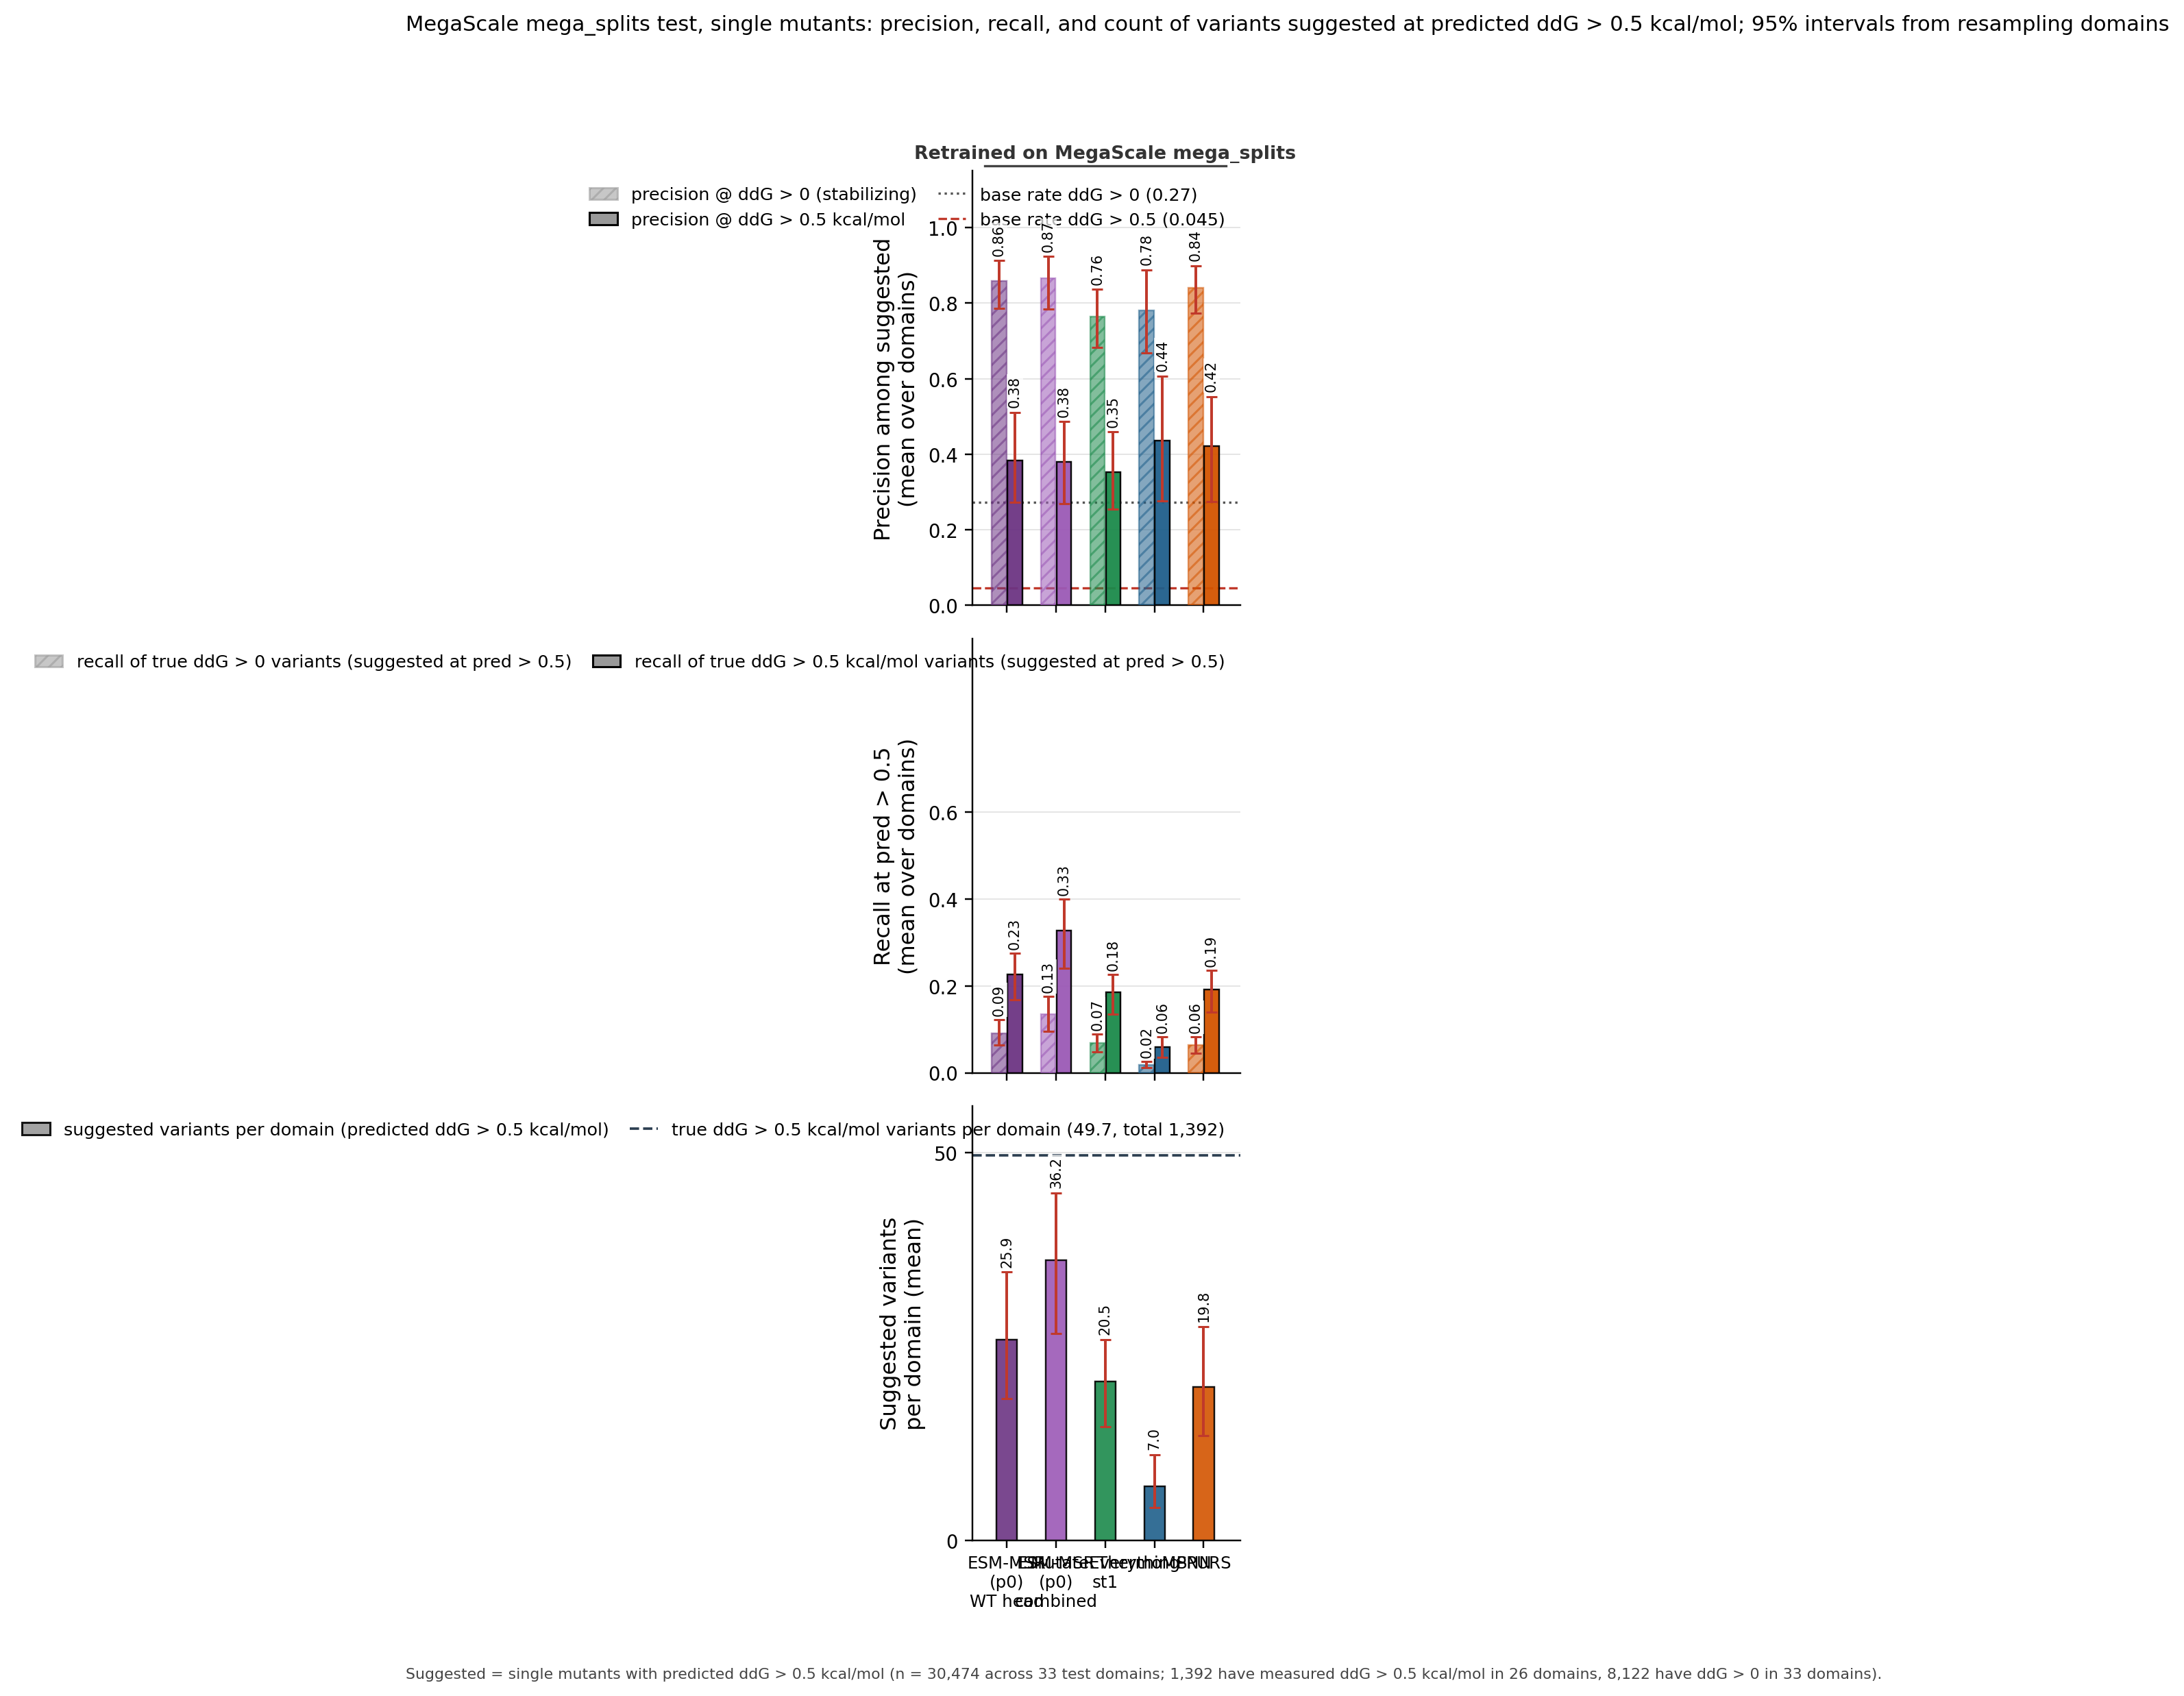 MegaScale mega_splits test, single mutants: precision, recall, and count of variants suggested at predicted ddG > 0.5 kcal/mol; 95% intervals from resampling domains
Retrained on MegaScale mega_splits
precision @ ddG > 0 (stabilizing)
precision @ ddG > 0.5 kcal/mol
base rate ddG > 0 (0.27)
base rate ddG > 0.5 (0.045)
Precision among suggested
(mean over domains)
1.0
0.8
0.6
0.4
0.2
0.0
0.86
0.38
0.87
0.38
0.76
0.35
0.78
0.44
0.84
0.42
recall of true ddG > 0 variants (suggested at pred > 0.5)
recall of true ddG > 0.5 kcal/mol variants (suggested at pred > 0.5)
Recall at pred > 0.5
(mean over domains)
0.6
0.4
0.2
0.0
0.09
0.23
0.13
0.33
0.07
0.18
0.02
0.06
0.06
0.19
suggested variants per domain (predicted ddG > 0.5 kcal/mol)
true ddG > 0.5 kcal/mol variants per domain (49.7, total 1,392)
Suggested variants
per domain (mean)
50
0
25.9
36.2
20.5
7.0
19.8
(p0)
WT head
(p0)
combined
st1
SPURS
Suggested = single mutants with predicted ddG > 0.5 kcal/mol (n = 30,474 across 33 test domains; 1,392 have measured ddG > 0.5 kcal/mol in 26 domains, 8,122 have ddG > 0 in 33 domains).